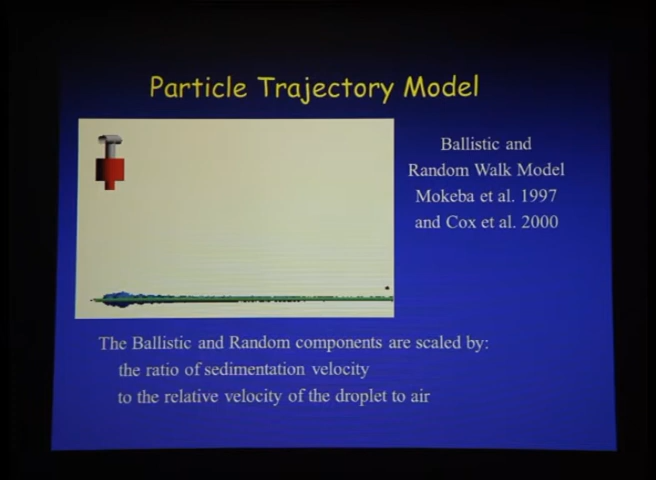 Particle Trajectory Model
Ballistic and
Random Walk Model
Mokeba et al. 1997
and Cox et al. 2000
The Ballistic and Random components are scaled by:
the ratio of sedimentation velocity
to the relative velocity of the droplet to air